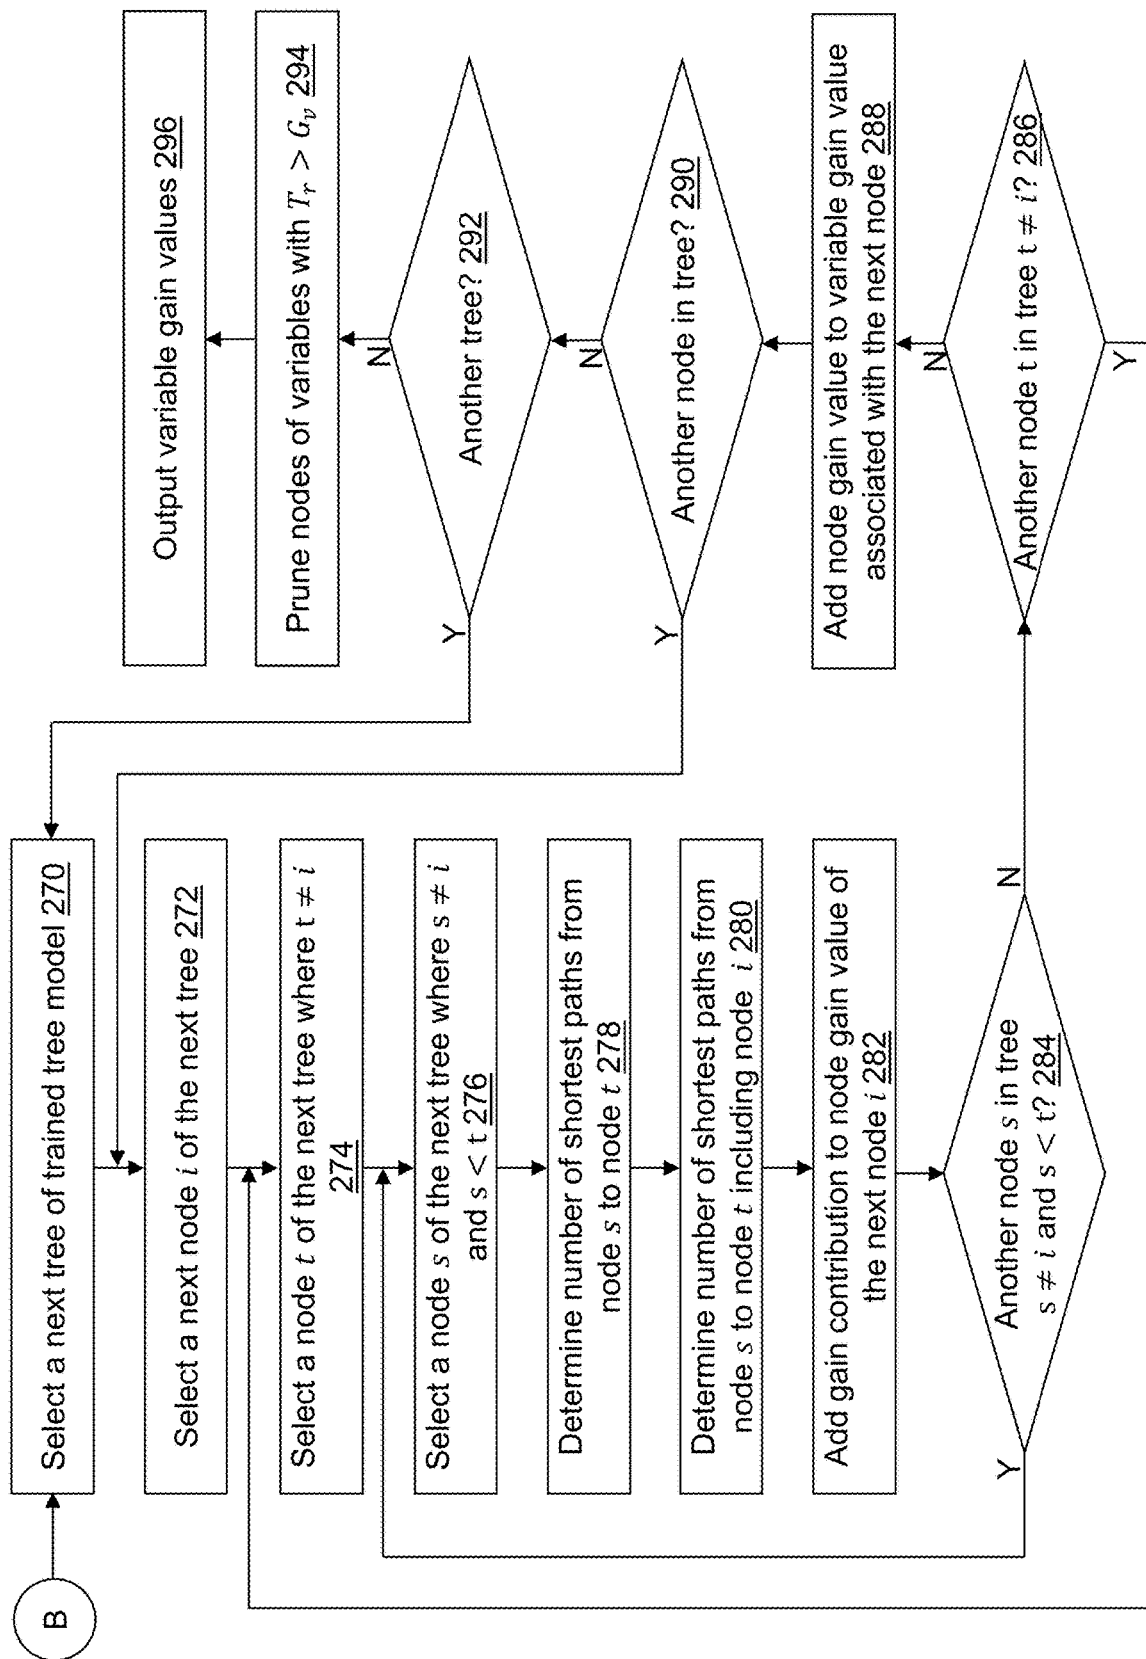 B
Select a next tree of trained tree model 270
Select a next node i of the next tree 272
Select a node t of the next tree where t ≠ i
274
Select a node s of the next tree where s ≠ i
and s < t 276
Determine number of shortest paths from
node s to node t 278
Determine number of shortest paths from
node s to node t including node i 280
Add gain contribution to node gain value of
the next node i 282
Another node s in tree
s ≠ i and s < t? 284
Y
N
Another node t in tree t ≠ i? 286
Y
N
Add node gain value to variable gain value
associated with the next node 288
Another node in tree? 290
Y
N
Another tree? 292
Y
N
Prune nodes of variables with T_r > G_v 294
Output variable gain values 296